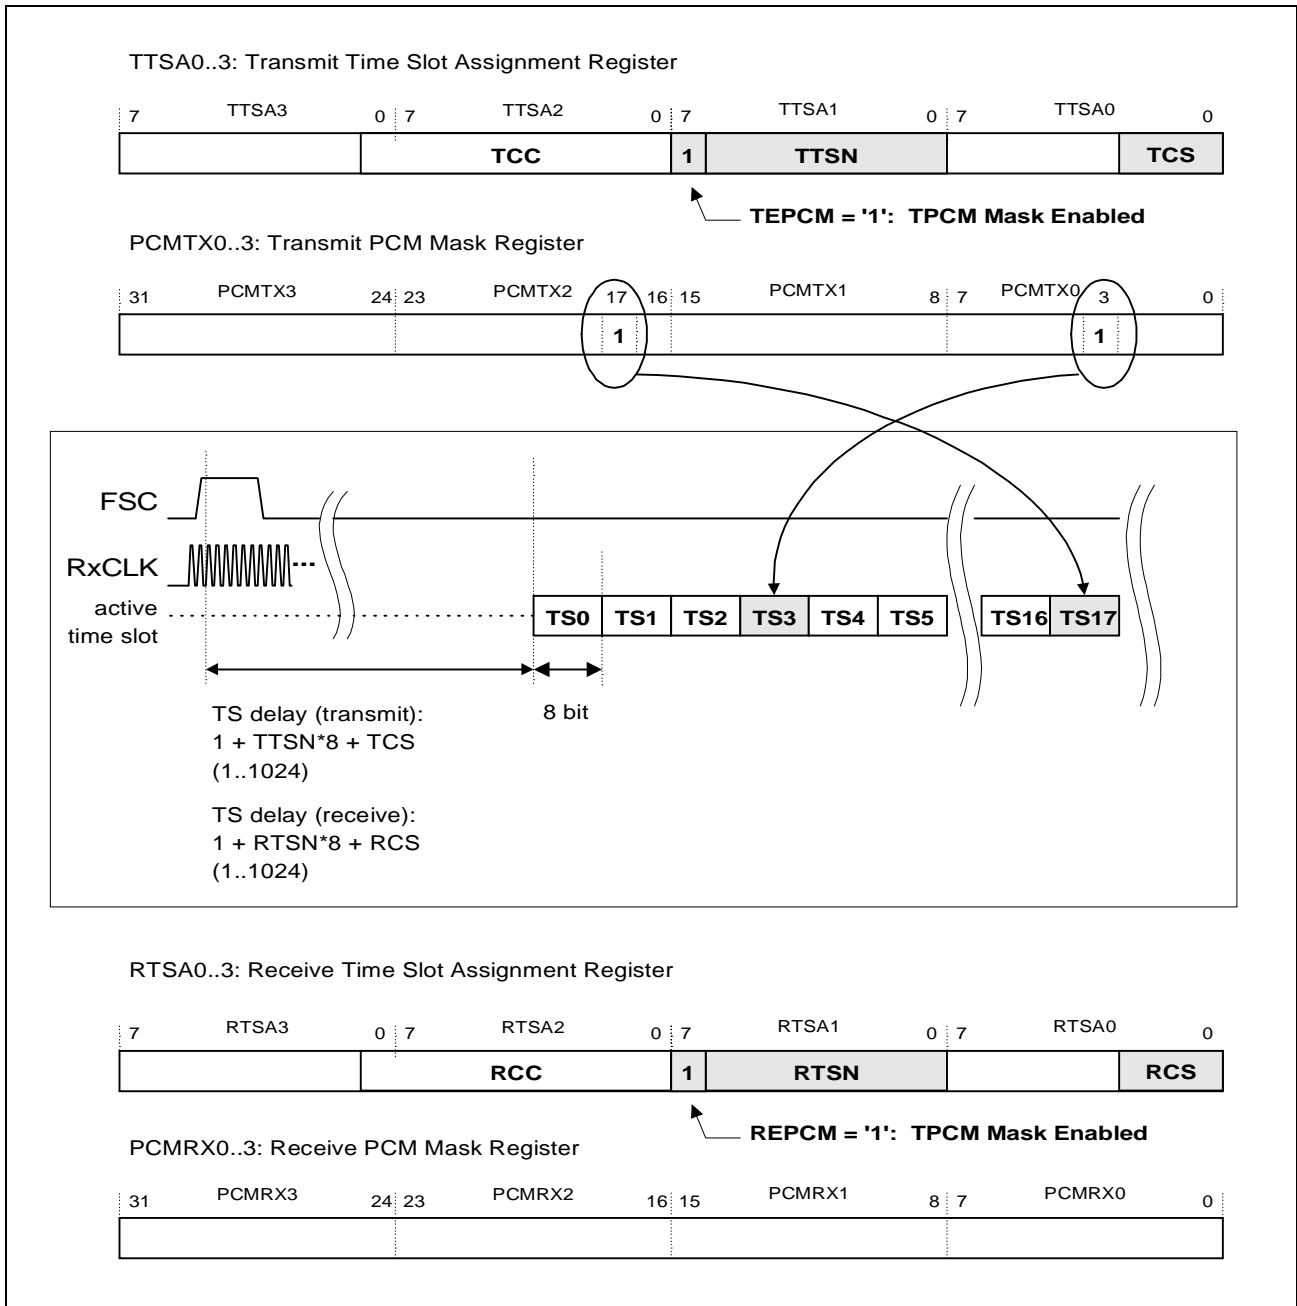 TTSA0..3: Transmit Time Slot Assignment Register
7 TTSA3 0 7 TTSA2 0 7 TTSA1 0 7 TTSA0 0
TCC 1 TTSN TCS
TEPCM = '1': TPCM Mask Enabled
PCMTX0..3: Transmit PCM Mask Register
31 PCMTX3 24 23 PCMTX2 17 16 15 PCMTX1 8 7 PCMTX0 3 0
1 1
FSC
RxCLK
active
time slot
TS0 TS1 TS2 TS3 TS4 TS5 TS16 TS17
8 bit
TS delay (transmit):
1 + TTSN*8 + TCS
(1..1024)
TS delay (receive):
1 + RTSN*8 + RCS
(1..1024)
RTSA0..3: Receive Time Slot Assignment Register
7 RTSA3 0 7 RTSA2 0 7 RTSA1 0 7 RTSA0 0
RCC 1 RTSN RCS
REPCM = '1': TPCM Mask Enabled
PCMRX0..3: Receive PCM Mask Register
31 PCMRX3 24 23 PCMRX2 16 15 PCMRX1 8 7 PCMRX0 0